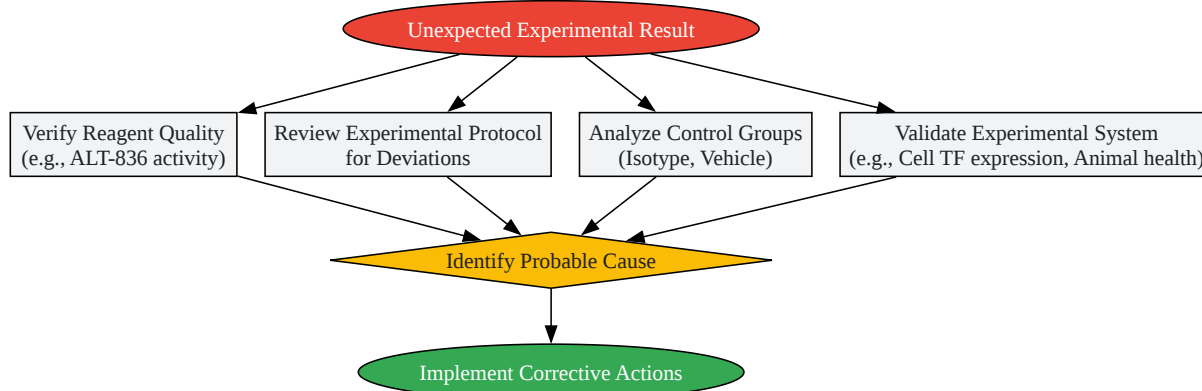 Unexpected Experimental Result
Verify Reagent Quality
(e.g., ALT-836 activity)
Review Experimental Protocol
for Deviations
Analyze Control Groups
(Isotype, Vehicle)
Validate Experimental System
(e.g., Cell TF expression, Animal health)
Identify Probable Cause
Implement Corrective Actions